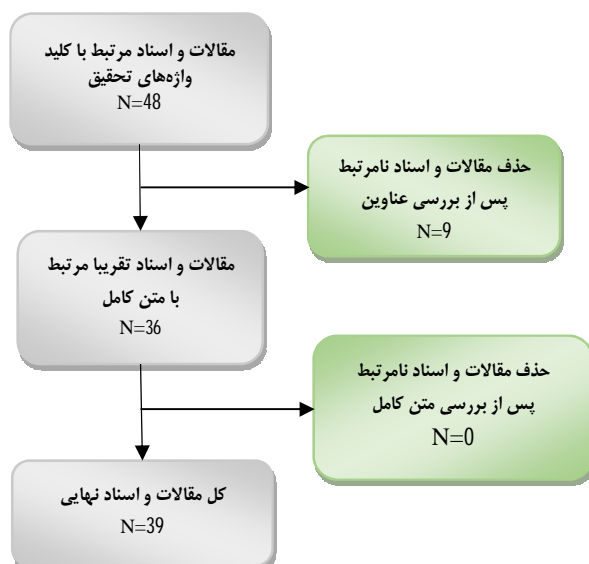 مقالات و اسناد مرتبط با کلید
واژه‌های تحقیق
N=48
حذف مقالات و اسناد نامرتبط
پس از بررسی عناوین
N=9
مقالات و اسناد تقریبا مرتبط
با متن کامل
N=36
حذف مقالات و اسناد نامرتبط
پس از بررسی متن کامل
N=0
کل مقالات و اسناد نهایی
N=39